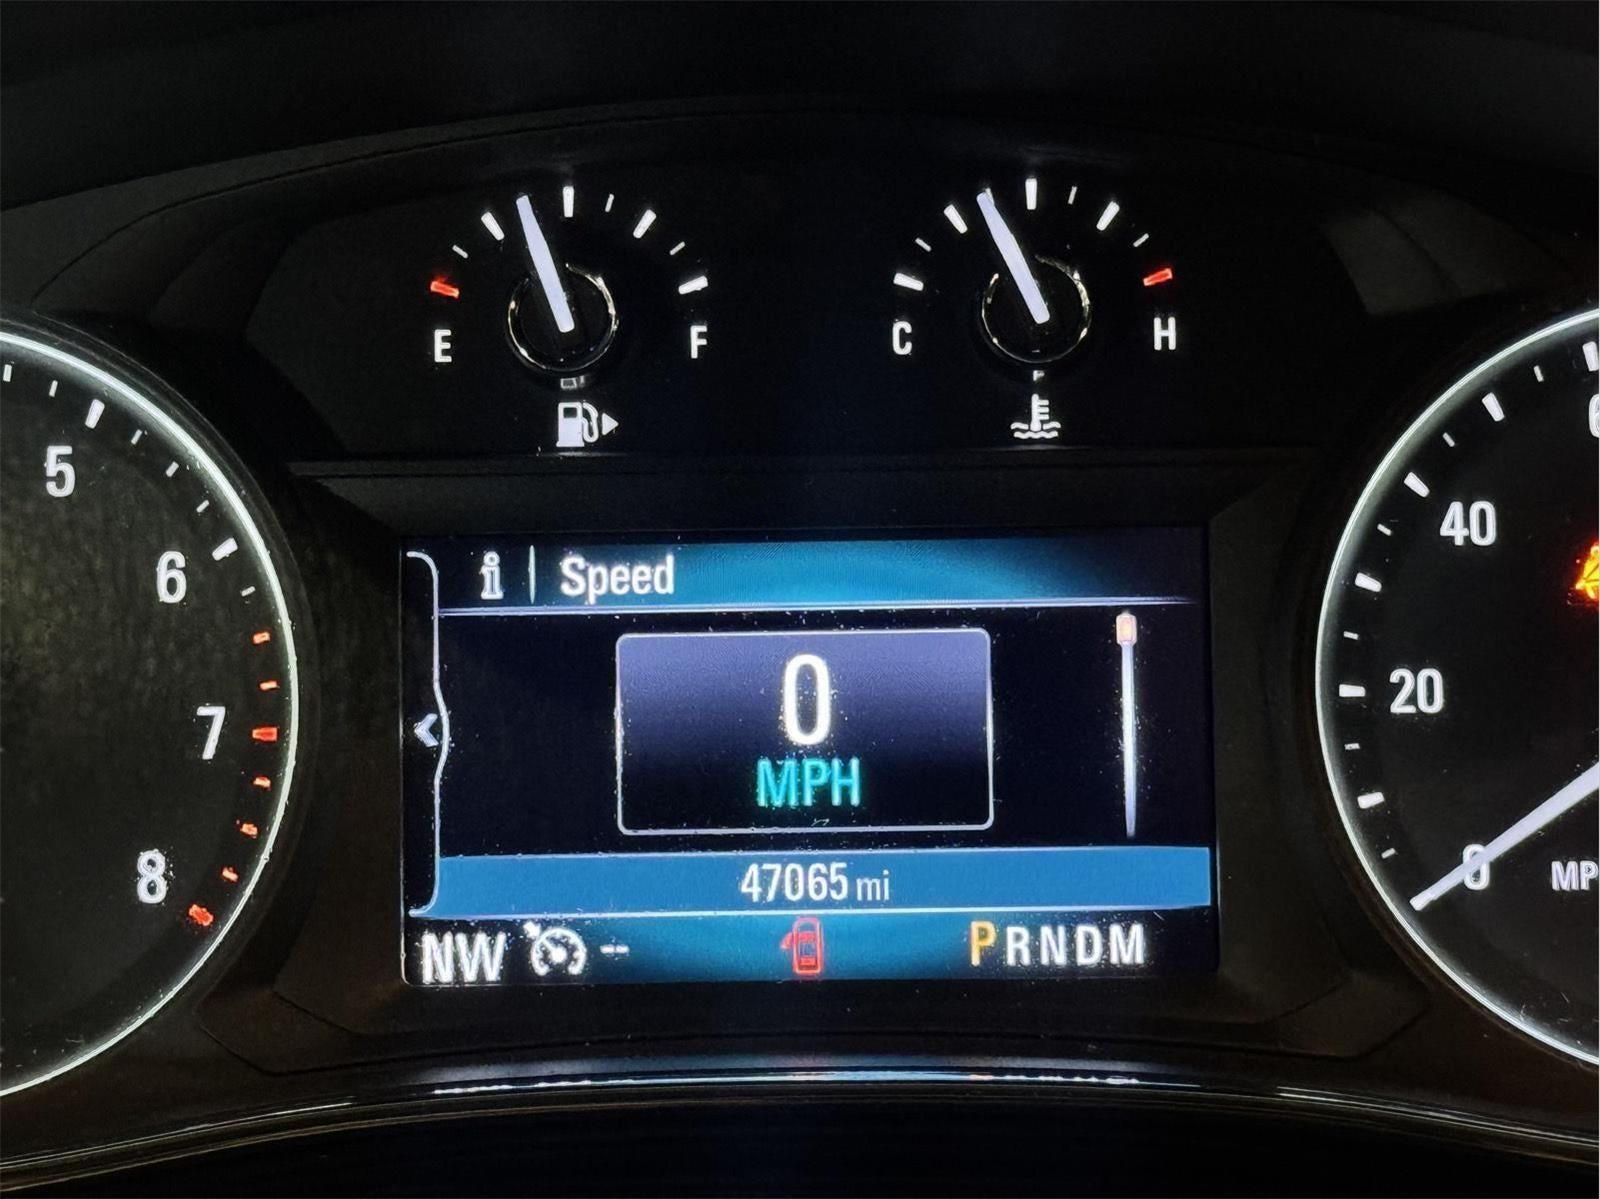 E F
C H
5
6
7
8
i Speed
0
MPH
47065 mi
NW -- PRNDM
40
20
0